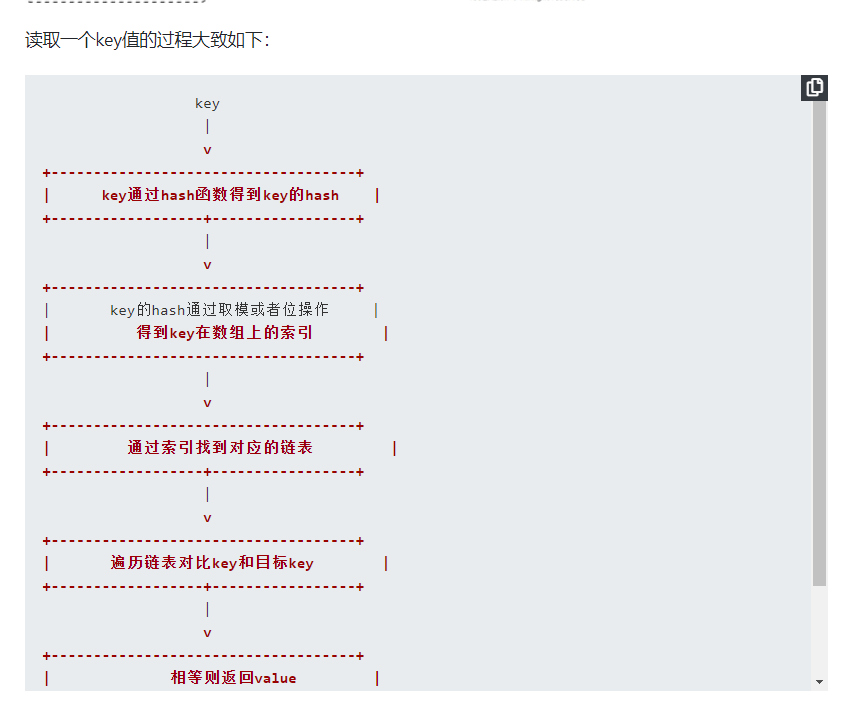 读取一个key值的过程大致如下：
key
|
v
+------------------------------------+
| key通过hash函数得到key的hash |
+------------------+-----------------+
|
v
+------------------------------------+
| key的hash通过取模或者位操作 |
| 得到key在数组上的索引 |
+------------------------------------+
|
v
+------------------------------------+
| 通过索引找到对应的链表 |
+------------------+-----------------+
|
v
+------------------------------------+
| 遍历链表对比key和目标key |
+------------------+-----------------+
|
v
+------------------------------------+
| 相等则返回value |